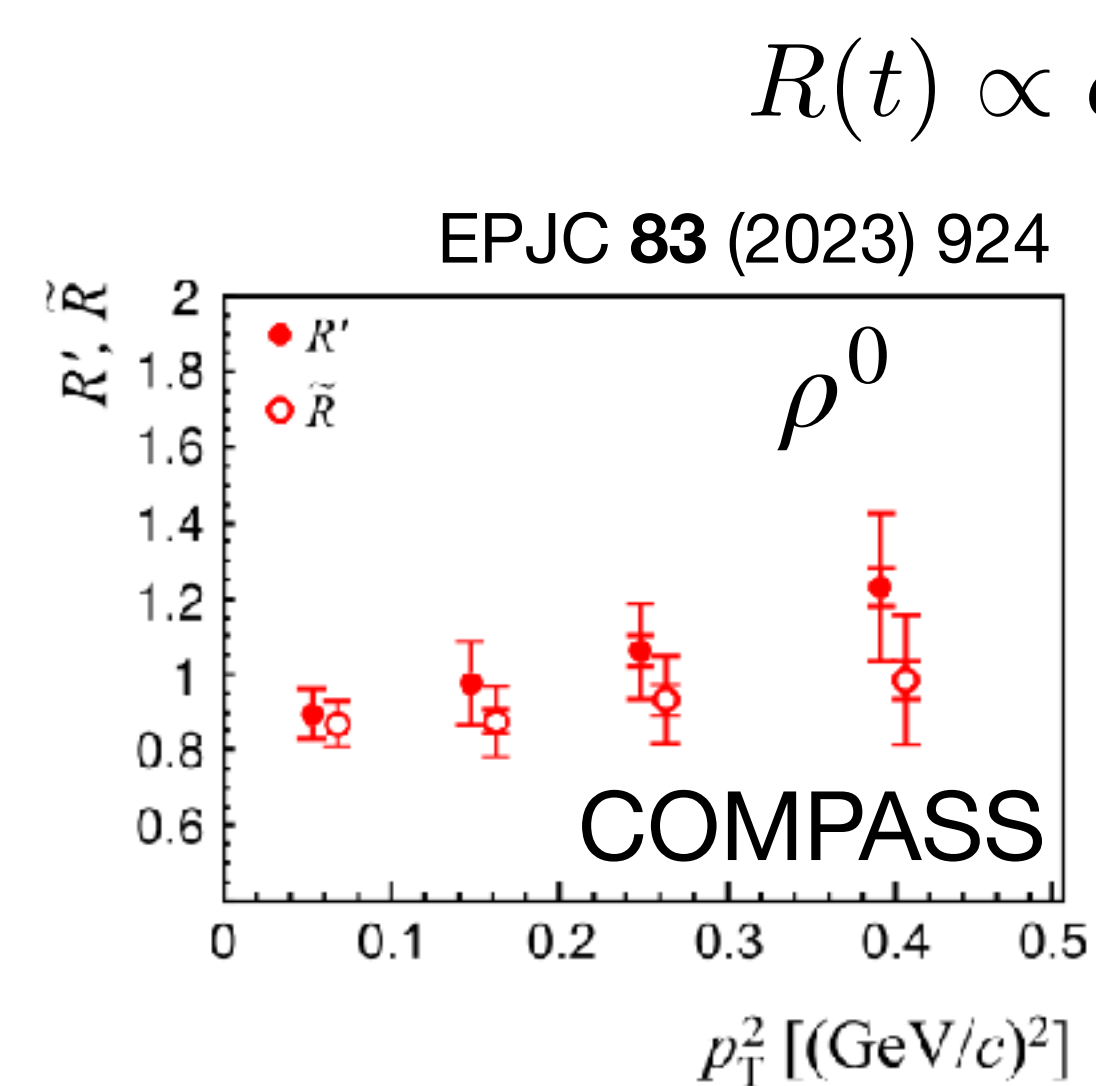 R(t) ∝
EPJC 83 (2023) 924
R', R̃
2
R'
ρ⁰
1.8
R̃
1.6
1.4
1.2
1
0.8
0.6
COMPASS
0 0.1 0.2 0.3 0.4 0.5
p_T² [(GeV/c)²]